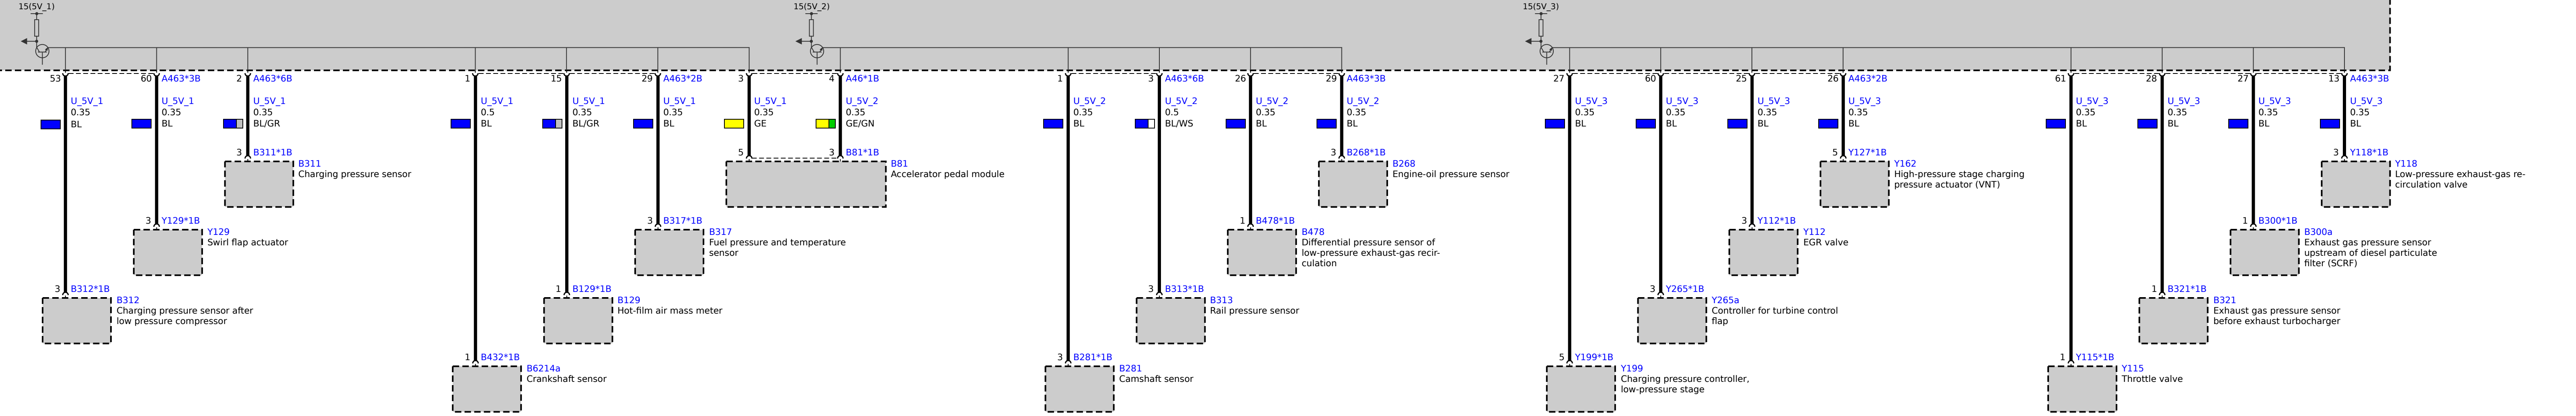 15(5V_1)
15(5V_2)
15(5V_3)
53
60 A463*3B
2 A463*6B
1
15
29 A463*2B
3
4 A46*1B
1
3 A463*6B
26
29 A463*3B
27
60
25
26 A463*2B
61
28
27
13 A463*3B
U_5V_1
0.35
BL
U_5V_1
0.35
BL
U_5V_1
0.35
BL/GR
U_5V_1
0.5
BL
U_5V_1
0.35
BL/GR
U_5V_1
0.35
BL
U_5V_1
0.35
GE
U_5V_2
0.35
GE/GN
U_5V_2
0.35
BL
U_5V_2
0.5
BL/WS
U_5V_2
0.35
BL
U_5V_2
0.35
BL
U_5V_3
0.35
BL
U_5V_3
0.35
BL
U_5V_3
0.35
BL
U_5V_3
0.35
BL
U_5V_3
0.35
BL
U_5V_3
0.35
BL
U_5V_3
0.35
BL
U_5V_3
0.35
BL
3 B311*1B
B311
Charging pressure sensor
5
3 B81*1B
B81
Accelerator pedal module
3 B268*1B
B268
Engine-oil pressure sensor
5 Y127*1B
Y162
High-pressure stage charging
pressure actuator (VNT)
3 Y118*1B
Y118
Low-pressure exhaust-gas re-
circulation valve
3 Y129*1B
Y129
Swirl flap actuator
3 B317*1B
B317
Fuel pressure and temperature
sensor
1 B478*1B
B478
Differential pressure sensor of
low-pressure exhaust-gas recir-
culation
3 Y112*1B
Y112
EGR valve
1 B300*1B
B300a
Exhaust gas pressure sensor
upstream of diesel particulate
filter (SCRF)
3 B312*1B
B312
Charging pressure sensor after
low pressure compressor
1 B129*1B
B129
Hot-film air mass meter
3 B313*1B
B313
Rail pressure sensor
3 Y265*1B
Y265a
Controller for turbine control
flap
1 B321*1B
B321
Exhaust gas pressure sensor
before exhaust turbocharger
1 B432*1B
B6214a
Crankshaft sensor
3 B281*1B
B281
Camshaft sensor
5 Y199*1B
Y199
Charging pressure controller,
low-pressure stage
1 Y115*1B
Y115
Throttle valve